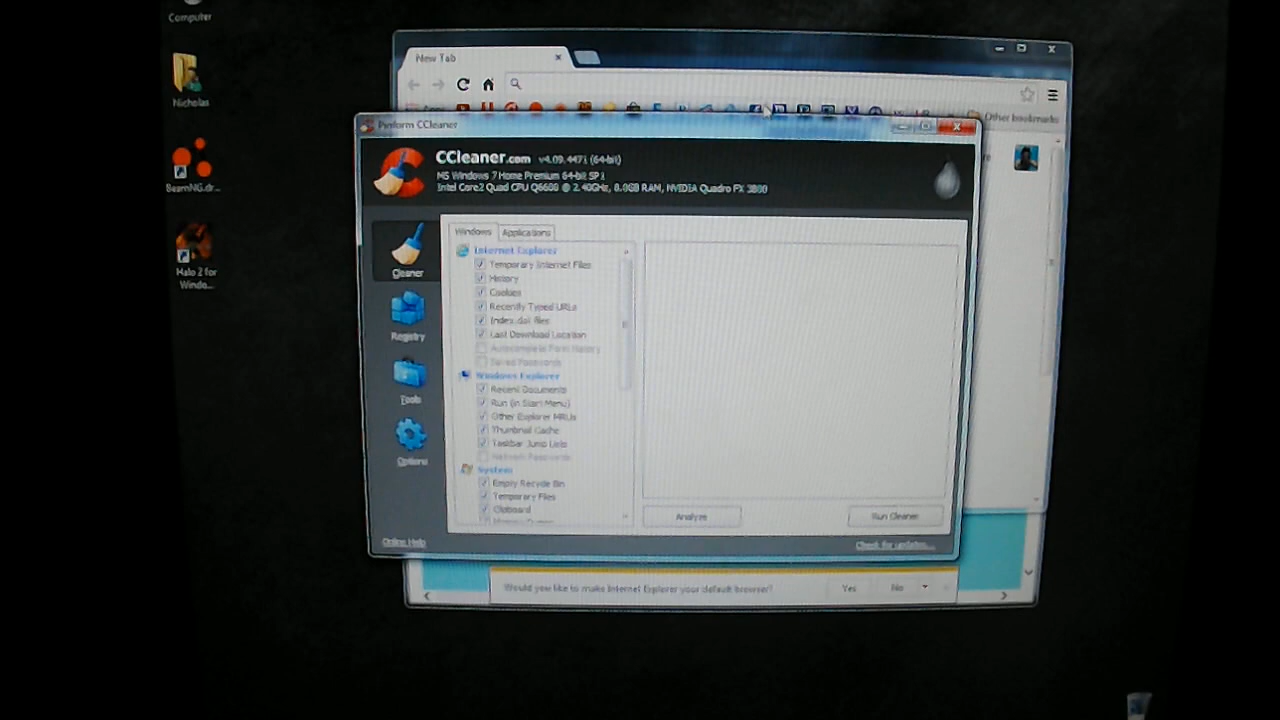 Computer
Nicholas
BeamNG.dr...
Halo 2 for
Windo...
New Tab
Other bookmarks
Piriform CCleaner
CCleaner.com v4.09.4471 (64-bit)
MS Windows 7 Home Premium 64-bit SP1
Intel Core2 Quad CPU Q6600 @ 2.40GHz, 8.0GB RAM, NVIDIA Quadro FX 3800
Cleaner
Registry
Tools
Options
Windows
Applications
Internet Explorer
Temporary Internet Files
History
Cookies
Recently Typed URLs
Index.dat files
Last Download Location
Autocomplete Form History
Saved Passwords
Windows Explorer
Recent Documents
Run (in Start Menu)
Other Explorer MRUs
Thumbnail Cache
Taskbar Jump Lists
Network Passwords
System
Empty Recycle Bin
Temporary Files
Clipboard
Memory Dumps
Analyze
Run Cleaner
Online Help
Check for updates...
Would you like to make Internet Explorer your default browser?
Yes
No